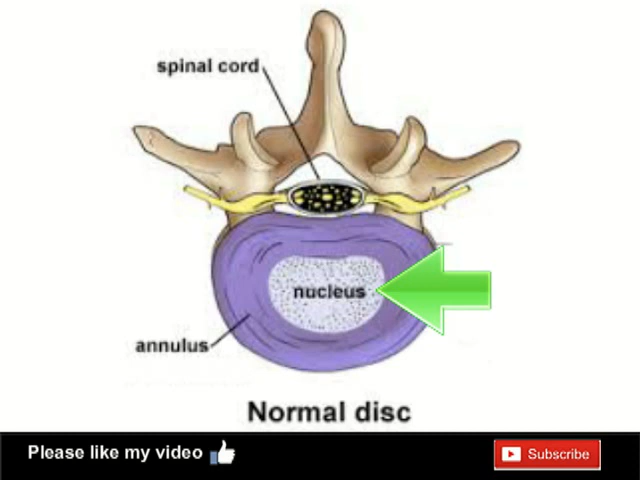 spinal cord
nucleus
annulus
Normal disc
Please like my video
Subscribe